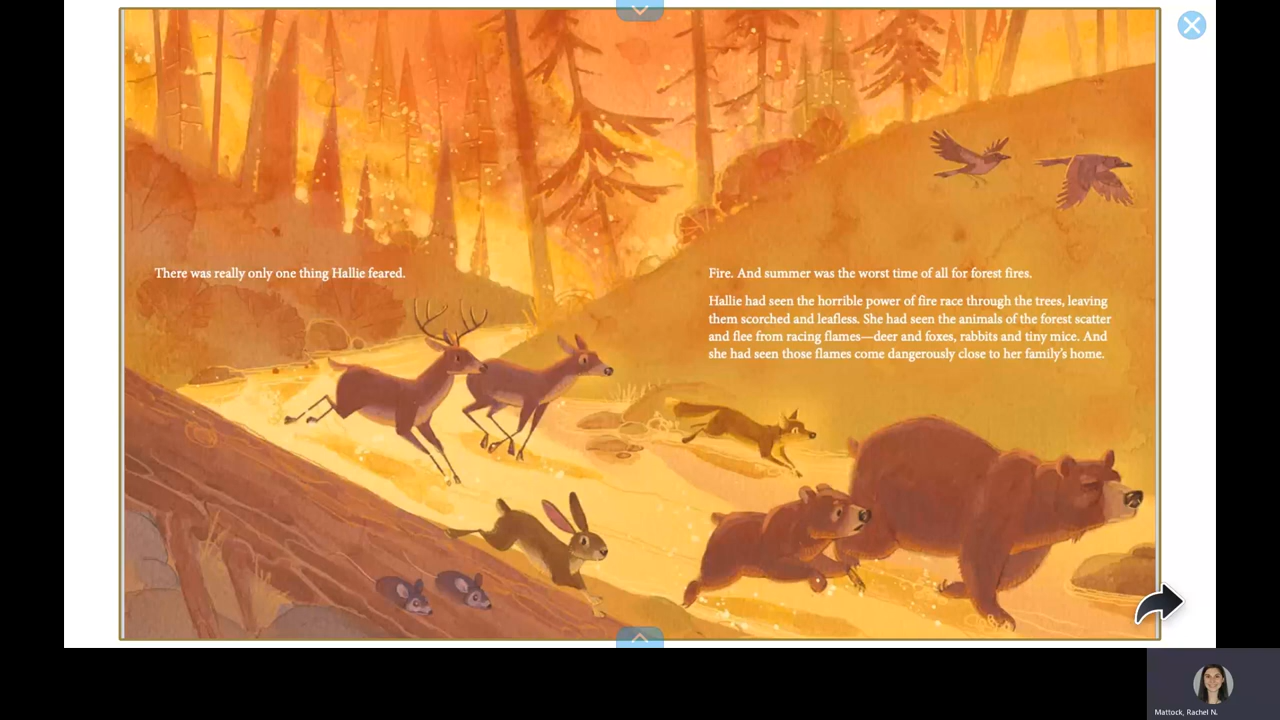 There was really only one thing Hallie feared.
Fire. And summer was the worst time of all for forest fires.
Hallie had seen the horrible power of fire race through the trees, leaving
them scorched and leafless. She had seen the animals of the forest scatter
and flee from racing flames—deer and foxes, rabbits and tiny mice. And
she had seen those flames come dangerously close to her family's home.
Mattock, Rachel N.